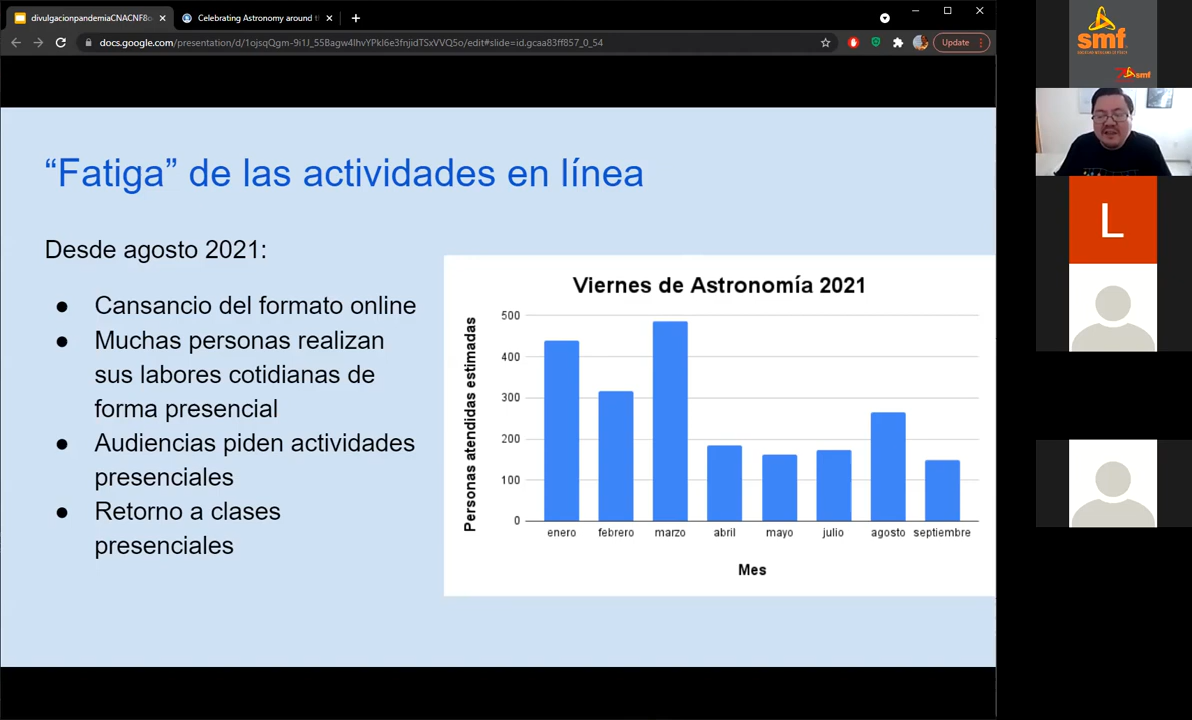 divulgacionpandemiaCNACNF8
Celebrating Astronomy around t
docs.google.com/presentation/d/1ojsqQgm-9i1J_55Bagw4IhvYPkI6e3fnjidTSxVVQ5o/edit#slide=id.gcaa83ff857_0_54
Update
smf
smf
“Fatiga” de las actividades en línea
Desde agosto 2021:
● Cansancio del formato online
● Muchas personas realizan
sus labores cotidianas de
forma presencial
● Audiencias piden actividades
presenciales
● Retorno a clases
presenciales
Viernes de Astronomía 2021
Personas atendidas estimadas
500
400
300
200
100
0
enero febrero marzo abril mayo julio agosto septiembre
Mes
L